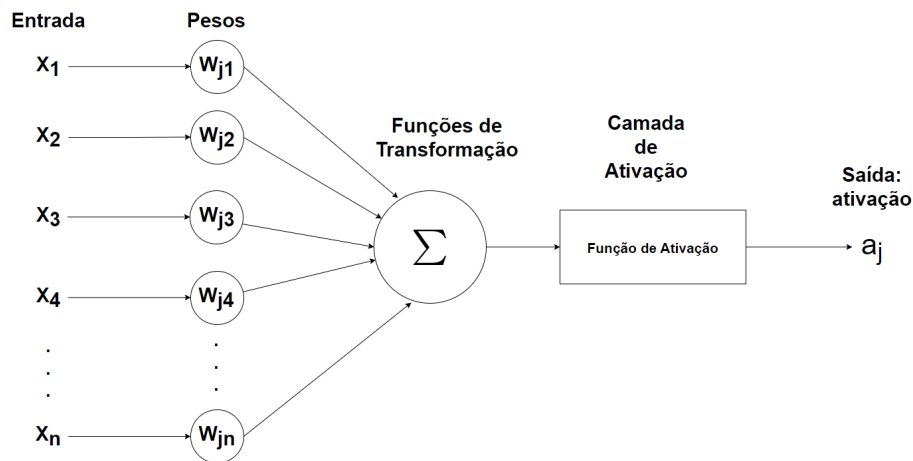 Entrada
Pesos
X1
Wj1
X2
Wj2
Funções de
Transformação
Camada
de
Ativação
Saída:
ativação
X3
Wj3
∑
Função de Ativação
aj
X4
Wj4
.
.
.
.
.
.
Xn
Wjn